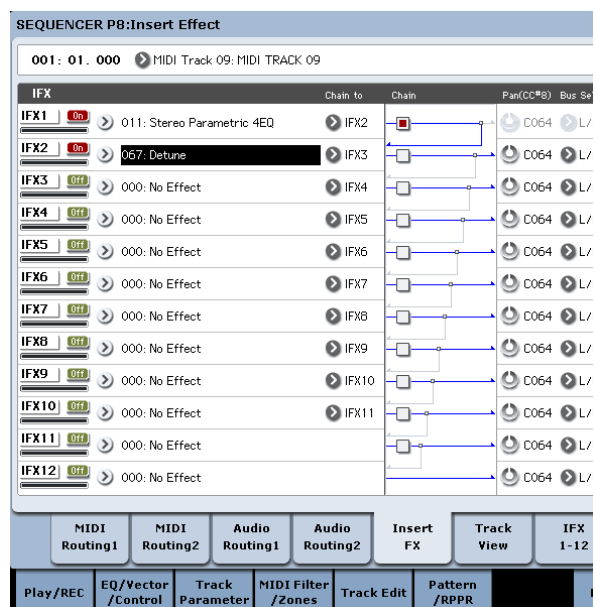 SEQUENCER P8:Insert Effect
001: 01. 000 MIDI Track 09: MIDI TRACK 09
IFX Chain to Chain Pan(CC#8) Bus Se
IFX1 On 011: Stereo Parametric 4EQ IFX2 C064 L/
IFX2 On 067: Detune IFX3 C064 L/
IFX3 Off 000: No Effect IFX4 C064 L/
IFX4 Off 000: No Effect IFX5 C064 L/
IFX5 Off 000: No Effect IFX6 C064 L/
IFX6 Off 000: No Effect IFX7 C064 L/
IFX7 Off 000: No Effect IFX8 C064 L/
IFX8 Off 000: No Effect IFX9 C064 L/
IFX9 Off 000: No Effect IFX10 C064 L/
IFX10 Off 000: No Effect IFX11 C064 L/
IFX11 Off 000: No Effect C064 L/
IFX12 Off 000: No Effect C064 L/
MIDI Routing1 MIDI Routing2 Audio Routing1 Audio Routing2 Insert FX Track View IFX 1-12
Play/REC EQ/Vector /Control Track Parameter MIDI Filter /Zones Track Edit Pattern /RPPR